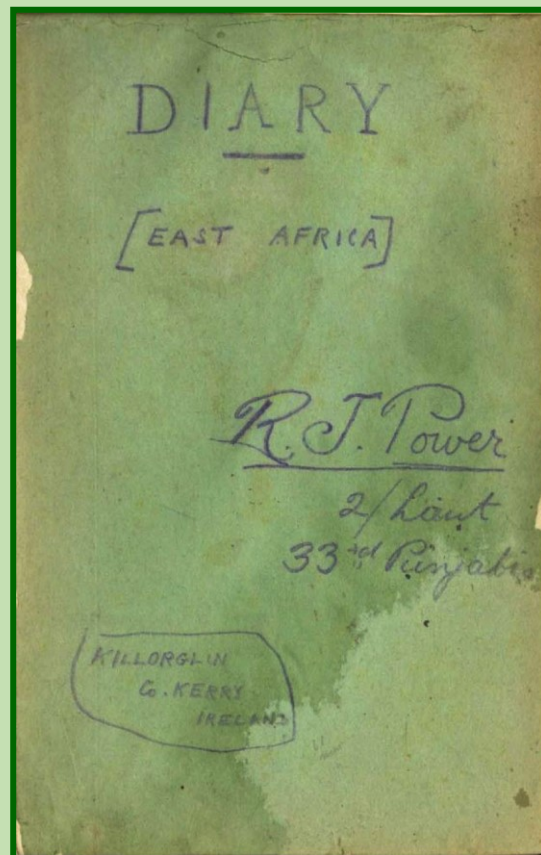 DIARY
[EAST AFRICA]
R. J. Power
2/Lieut
33rd Punjabis
KILLORGLIN
Co. KERRY
IRELAND